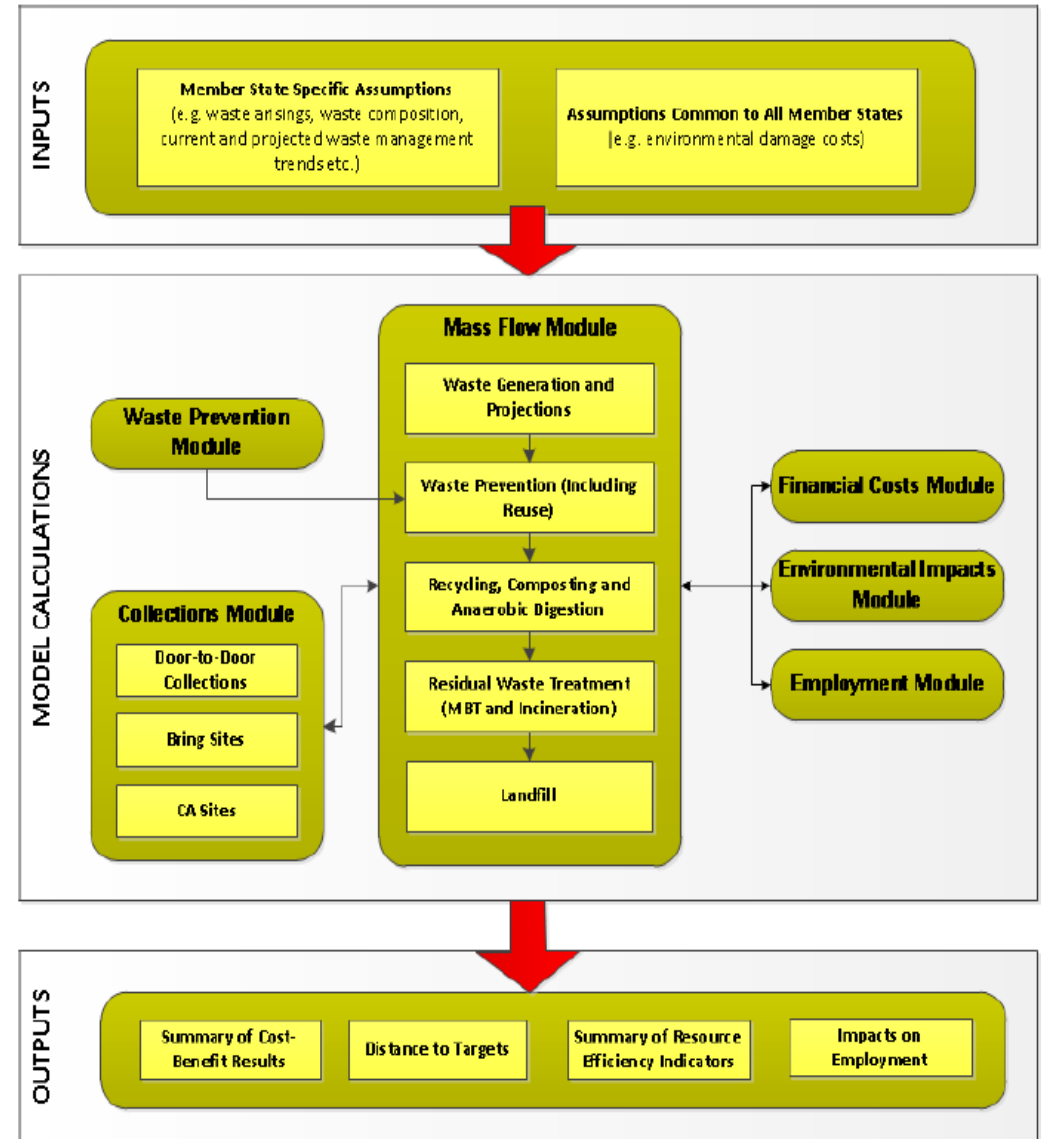 INPUTS
Member State Specific Assumptions
(e.g. waste arisings, waste composition,
current and projected waste management
trends etc.)
Assumptions Common to All Member States
(e.g. environmental damage costs)
MODEL CALCULATIONS
Waste Prevention
Module
Collections Module
Door-to-Door
Collections
Bring Sites
CA Sites
Mass Flow Module
Waste Generation and
Projections
Waste Prevention (Including
Reuse)
Recycling, Composting and
Anaerobic Digestion
Residual Waste Treatment
(MBT and Incineration)
Landfill
Financial Costs Module
Environmental Impacts
Module
Employment Module
OUTPUTS
Summary of Cost-
Benefit Results
Distance to Targets
Summary of Resource
Efficiency Indicators
Impacts on
Employment